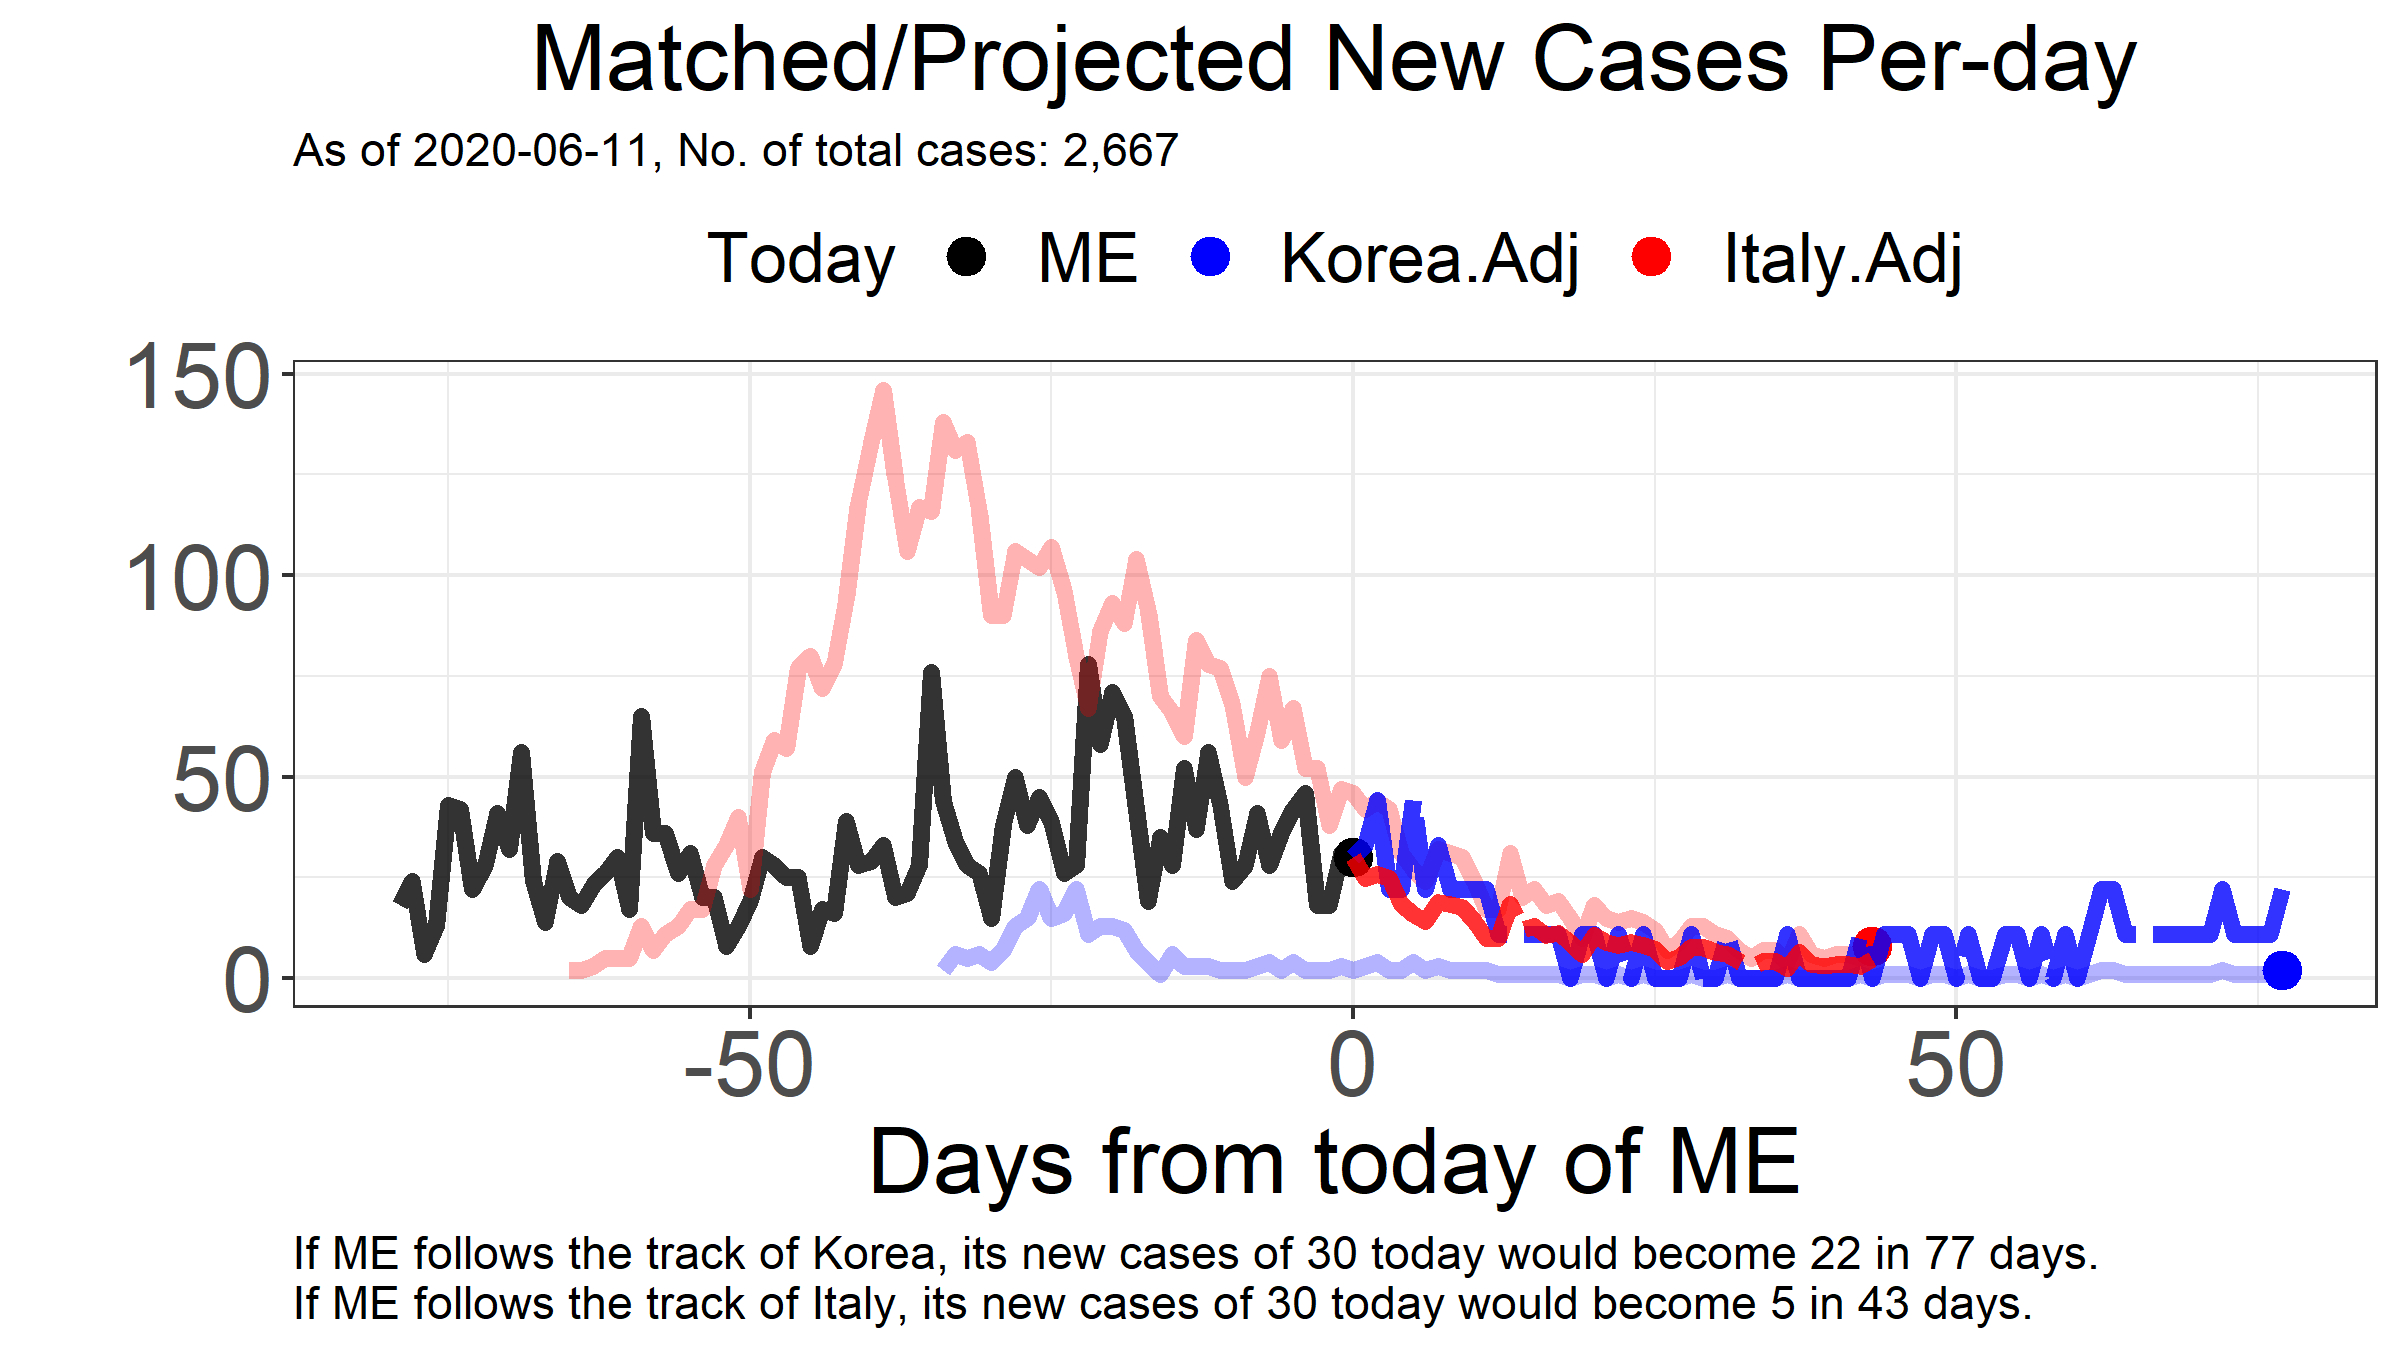 Matched/Projected New Cases Per-day
As of 2020-06-11, No. of total cases: 2,667
Today ME Korea.Adj Italy.Adj
150
100
50
0
-50 0 50
Days from today of ME
If ME follows the track of Korea, its new cases of 30 today would become 22 in 77 days.
If ME follows the track of Italy, its new cases of 30 today would become 5 in 43 days.